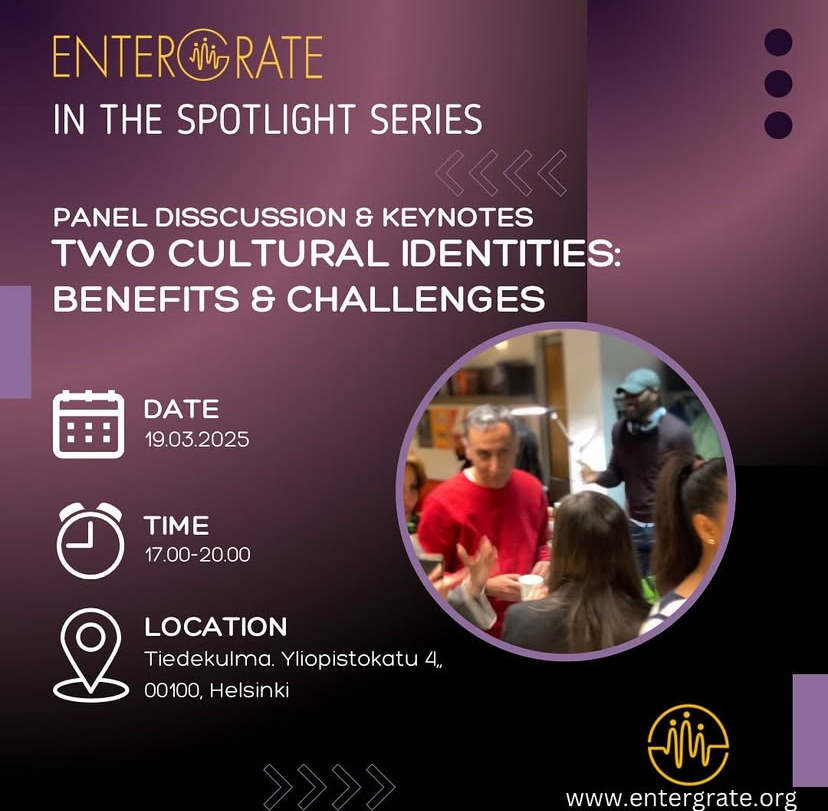 ENTERGRATE
IN THE SPOTLIGHT SERIES
PANEL DISSCUSSION & KEYNOTES
TWO CULTURAL IDENTITIES:
BENEFITS & CHALLENGES
DATE
19.03.2025
TIME
17.00-20.00
LOCATION
Tiedekulma. Yliopistokatu 4,,
00100, Helsinki
www.entergrate.org